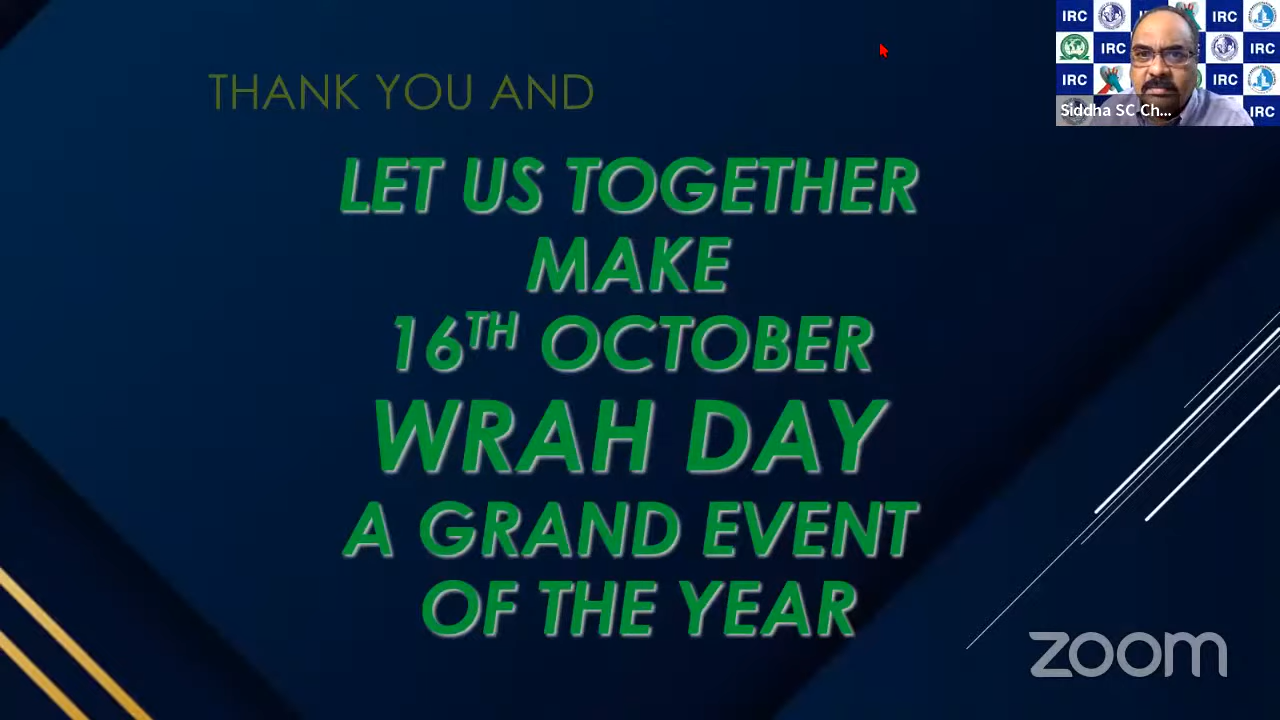 THANK YOU AND
LET US TOGETHER
MAKE
16TH OCTOBER
WRAH DAY
A GRAND EVENT
OF THE YEAR
IRC IRC
IRC IRC
IRC IRC
Siddha SC Ch... IRC
zoom